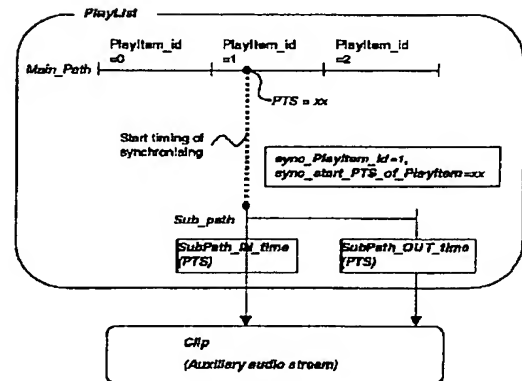 PlayList
PlayItem_id
=0
PlayItem_id
=1
PlayItem_id
=2
Main_Path
PTS = xx
Start timing of
synchronising
sync_PlayItem_id=1,
sync_start_PTS_of_PlayItem=xx
Sub_path
SubPath_IN_time
(PTS)
SubPath_OUT_time
(PTS)
Clip
(Auxiliary audio stream)